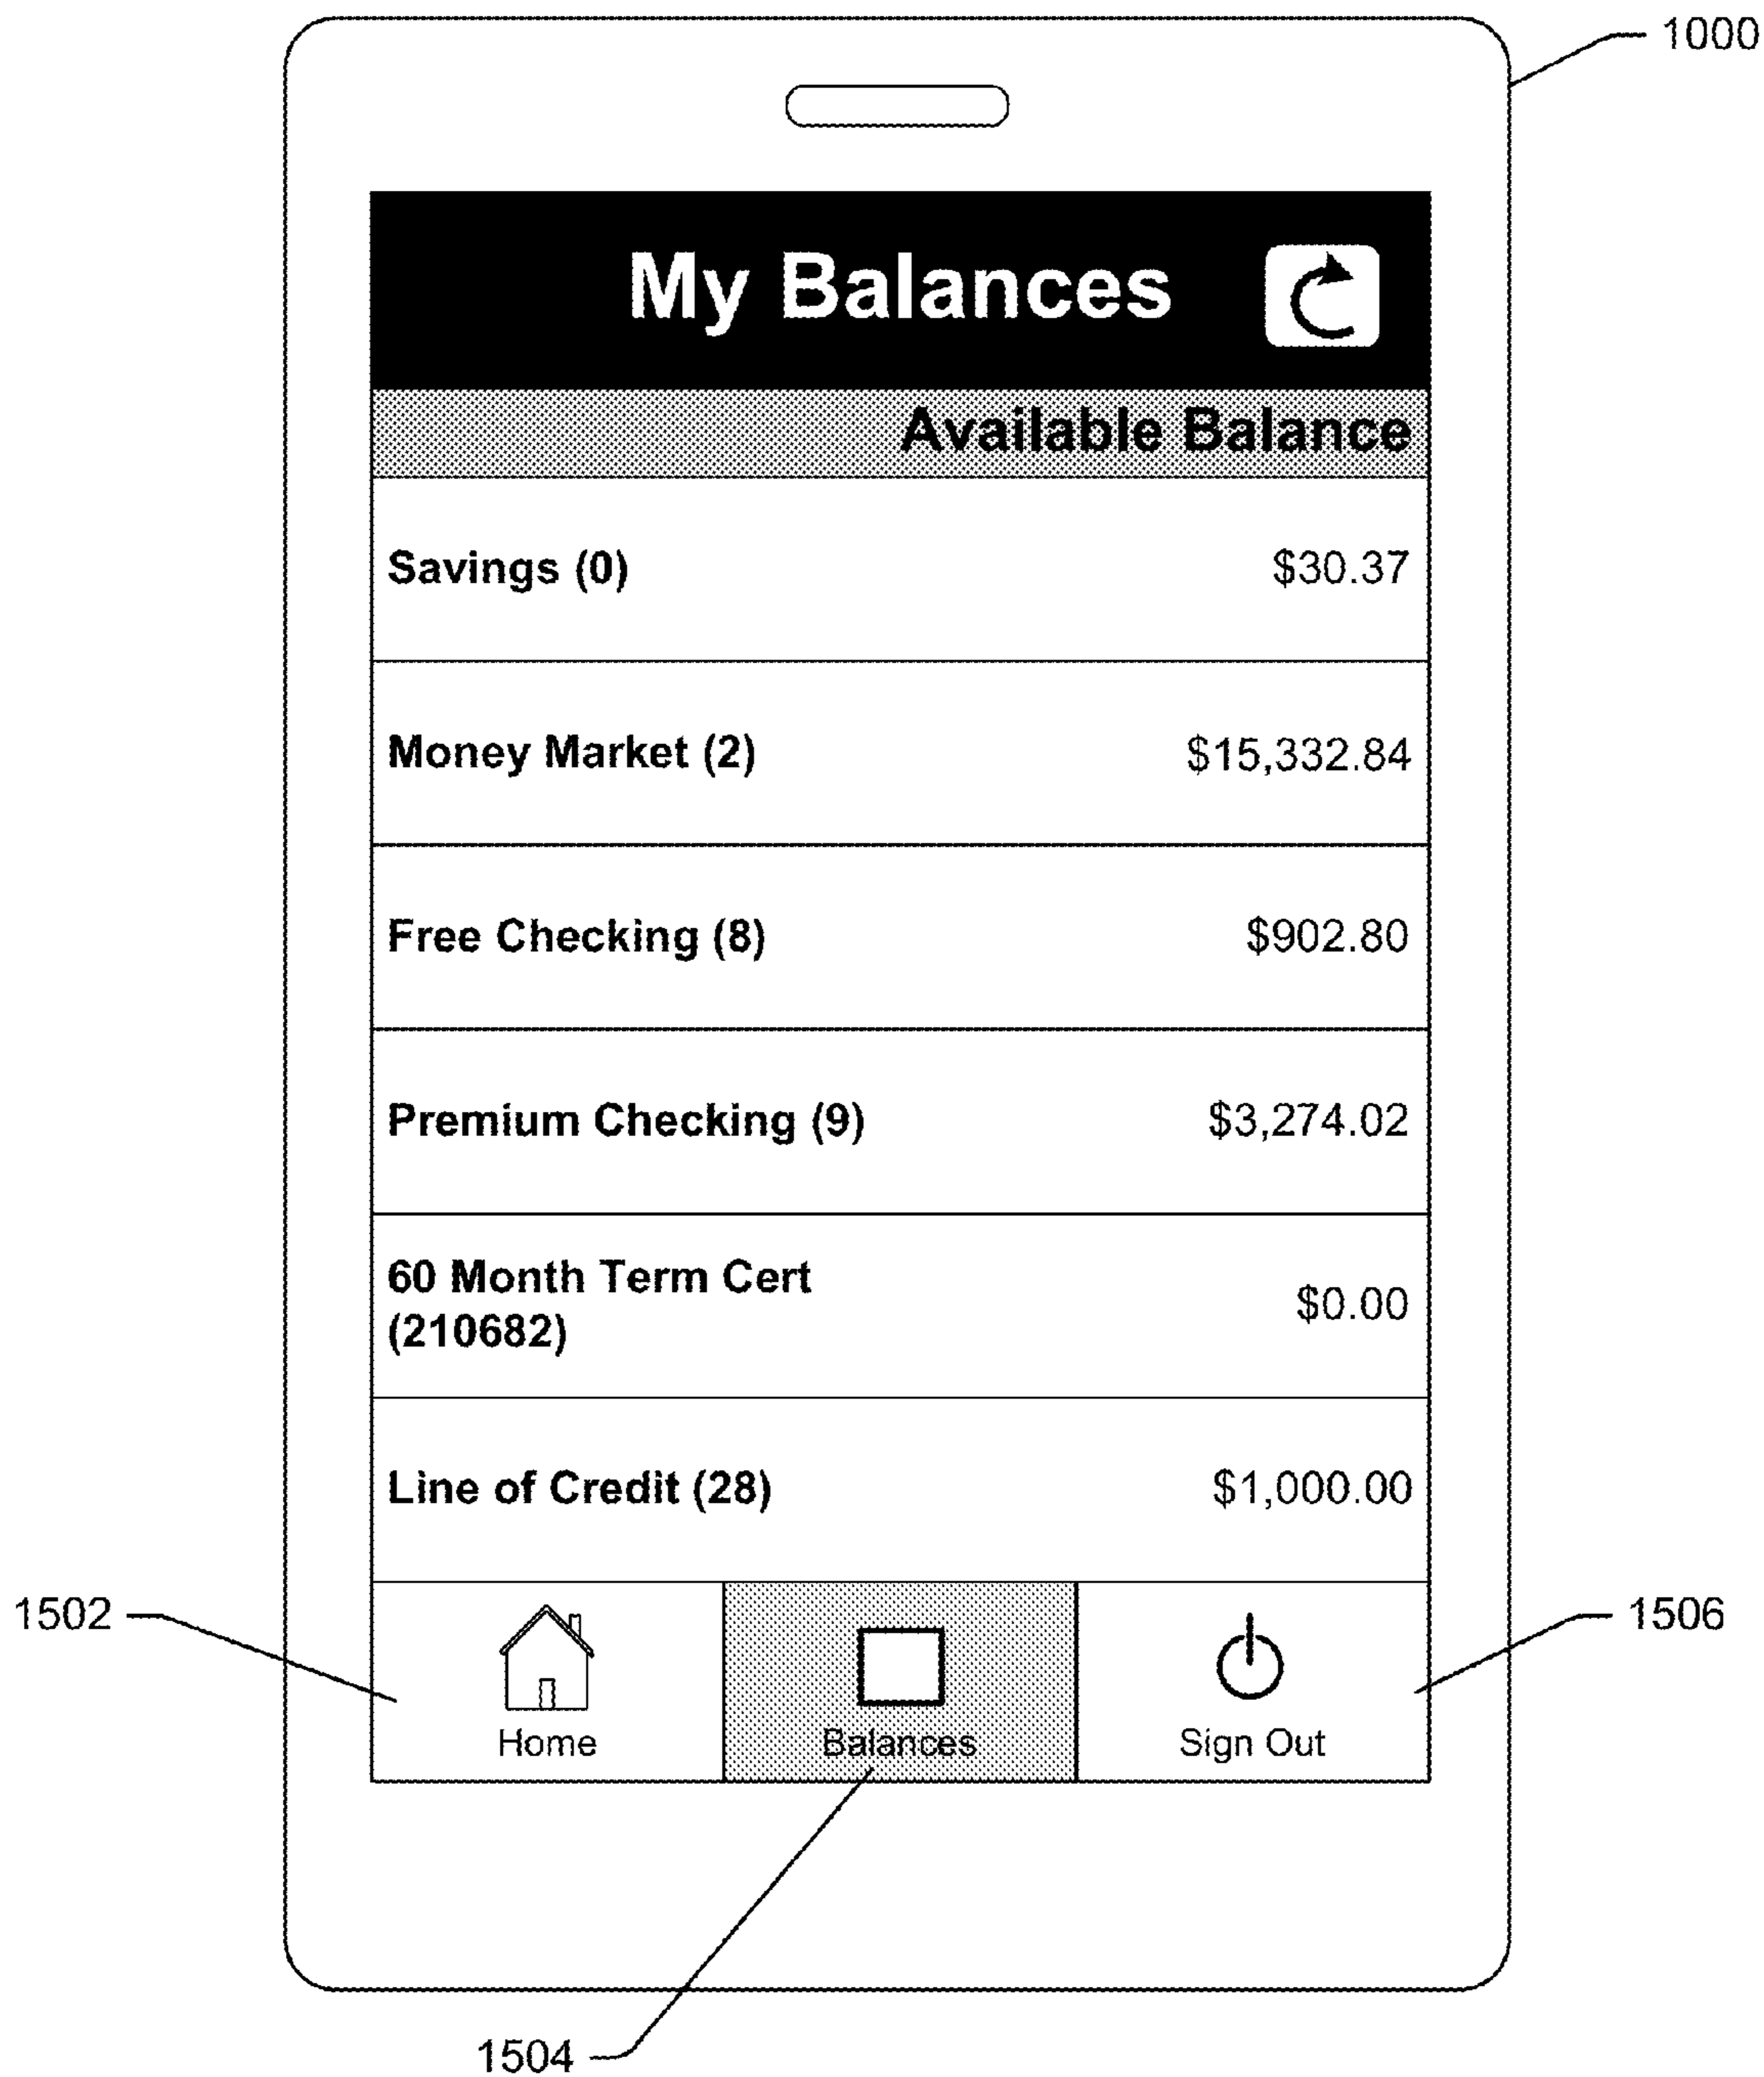 1000
My Balances
Available Balance
Savings (0) $30.37
Money Market (2) $15,332.84
Free Checking (8) $902.80
Premium Checking (9) $3,274.02
60 Month Term Cert
(210682) $0.00
Line of Credit (28) $1,000.00
1502
1506
Home Balances Sign Out
1504